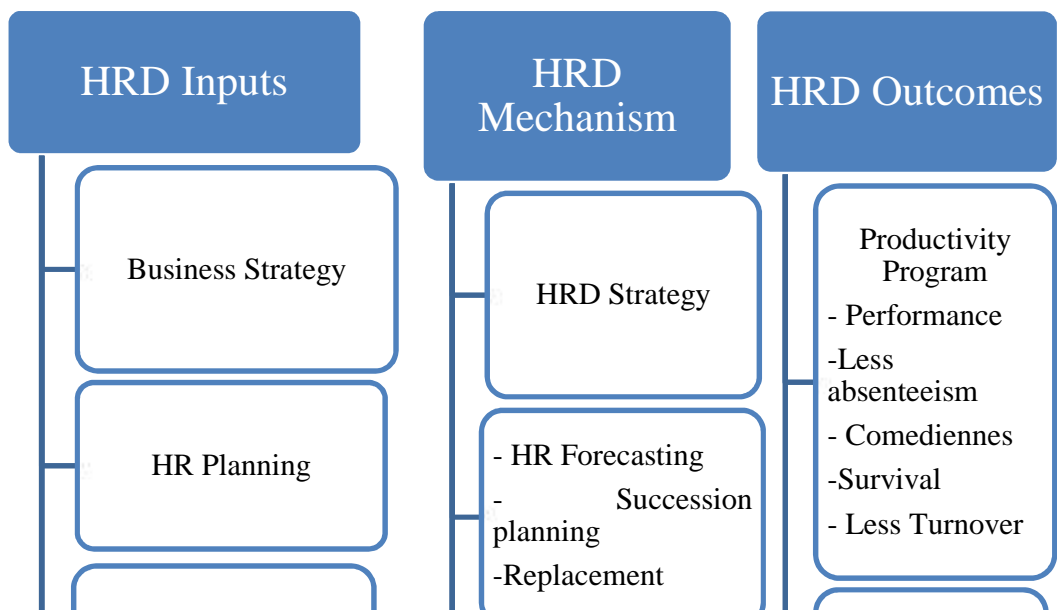 HRD Inputs
Business Strategy
HR Planning
HRD
Mechanism
HRD Strategy
- HR Forecasting
- Succession
planning
-Replacement
HRD Outcomes
Productivity
Program
- Performance
-Less
absenteeism
- Comediennes
-Survival
- Less Turnover